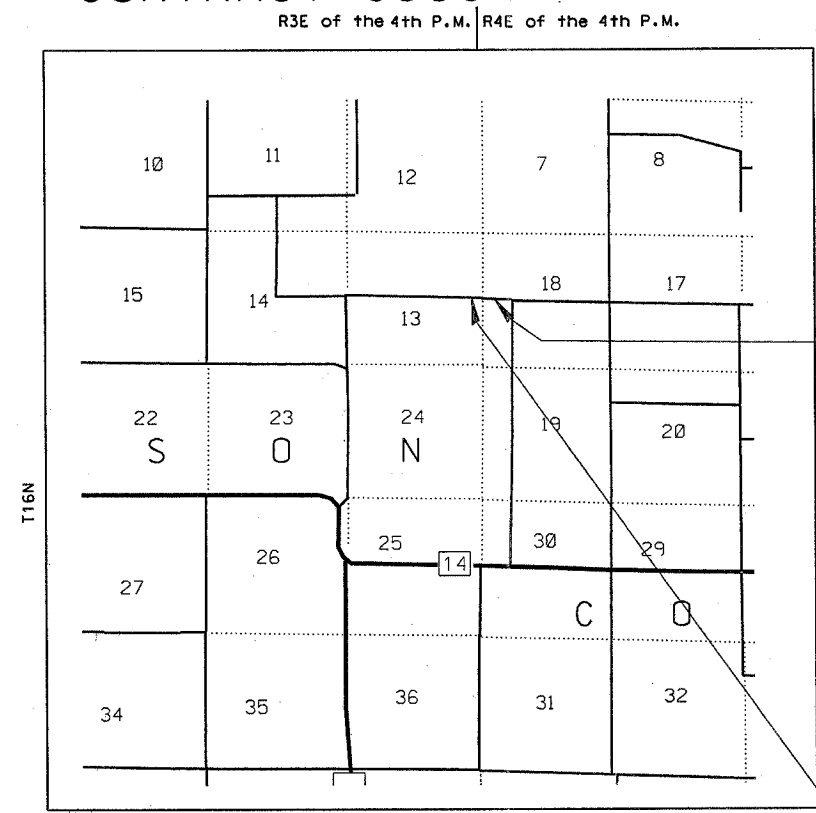 R3E of the 4th P.M. R4E of the 4th P.M.
10 11 12 7 8
15 14 13 18 17
22 23 24 19 20
S O N
T16N
27 26 25 14 30 29
C O
34 35 36 31 32